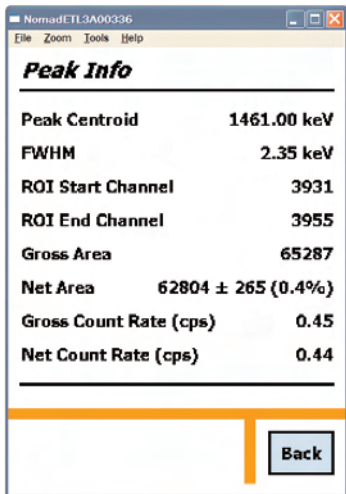 NomadETL3A00336
File Zoom Tools Help
Peak Info
Peak Centroid 1461.00 keV
FWHM 2.35 keV
ROI Start Channel 3931
ROI End Channel 3955
Gross Area 65287
Net Area 62804 ± 265 (0.4%)
Gross Count Rate (cps) 0.45
Net Count Rate (cps) 0.44
Back